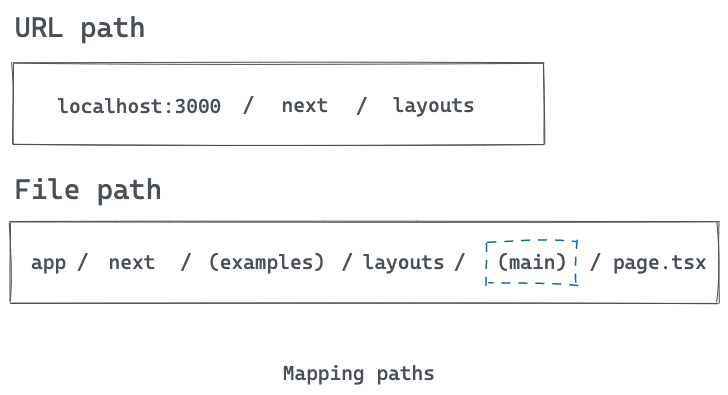 URL path
localhost:3000 / next / layouts
File path
app / next / (examples) / layouts / (main) / page.tsx
Mapping paths